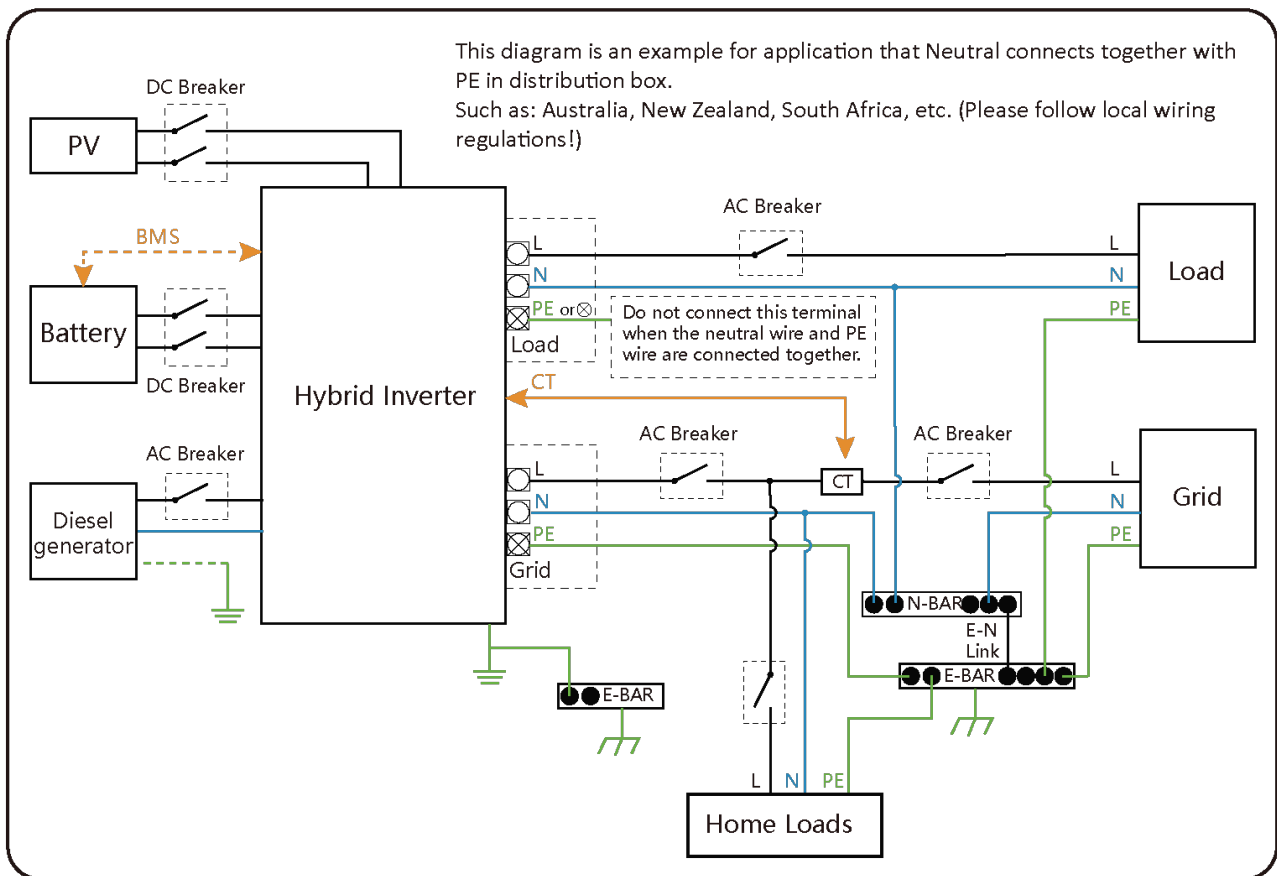 This diagram is an example for application that Neutral connects together with
PE in distribution box.
Such as: Australia, New Zealand, South Africa, etc. (Please follow local wiring
regulations!)
DC Breaker
PV
BMS
Battery
DC Breaker
AC Breaker
Diesel
generator
Hybrid Inverter
L
N
PE or
Load
Do not connect this terminal
when the neutral wire and PE
wire are connected together.
AC Breaker
L
N
PE
Load
CT
AC Breaker
CT
AC Breaker
L
N
PE
Grid
L
N
PE
Grid
N-BAR
E-N
Link
E-BAR
E-BAR
L
N
PE
Home Loads